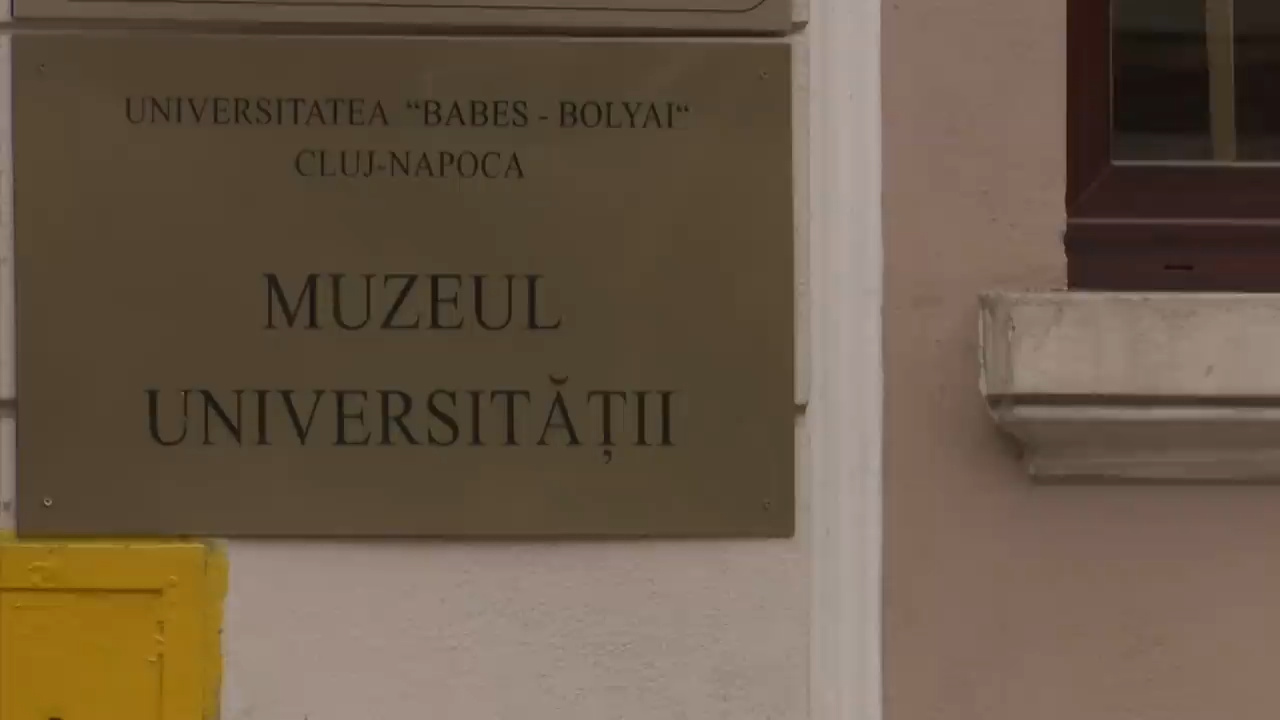 UNIVERSITATEA “BABES - BOLYAI“
CLUJ-NAPOCA
MUZEUL
UNIVERSITĂȚII